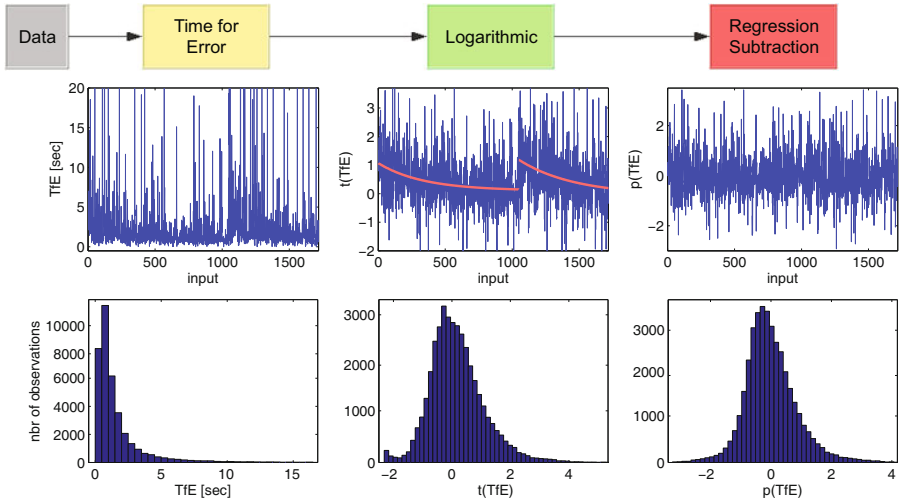 Data
Time for
Error
Logarithmic
Regression
Subtraction
TfE [sec]
20
15
10
5
0
0 500 1000 1500
input
t(TfE)
3
2
1
0
−1
−2
0 500 1000 1500
input
p(TfE)
2
0
−2
0 500 1000 1500
input
nbr of observations
10000
8000
6000
4000
2000
0
0 5 10 15
TfE [sec]
3000
2000
1000
0
−2 0 2 4
t(TfE)
3000
2000
1000
0
−2 0 2 4
p(TfE)